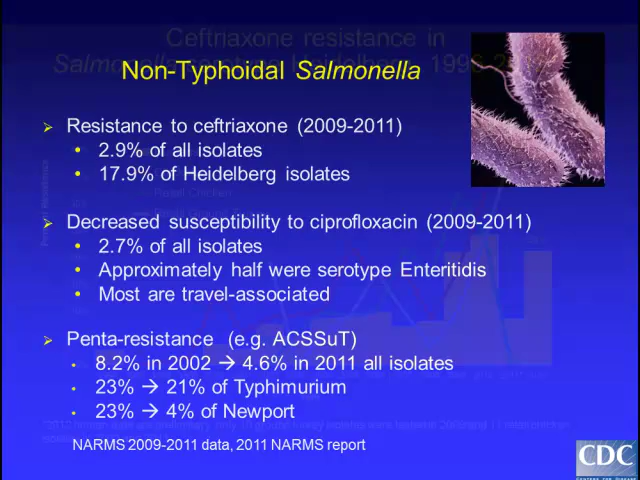 Ceftriaxone resistance in
Non-Typhoidal Salmonella
Resistance to ceftriaxone (2009-2011)
• 2.9% of all isolates
• 17.9% of Heidelberg isolates
Decreased susceptibility to ciprofloxacin (2009-2011)
• 2.7% of all isolates
• Approximately half were serotype Enteritidis
• Most are travel-associated
Penta-resistance (e.g. ACSSuT)
• 8.2% in 2002 → 4.6% in 2011 all isolates
• 23% → 21% of Typhimurium
• 23% → 4% of Newport
NARMS 2009-2011 data, 2011 NARMS report
CDC